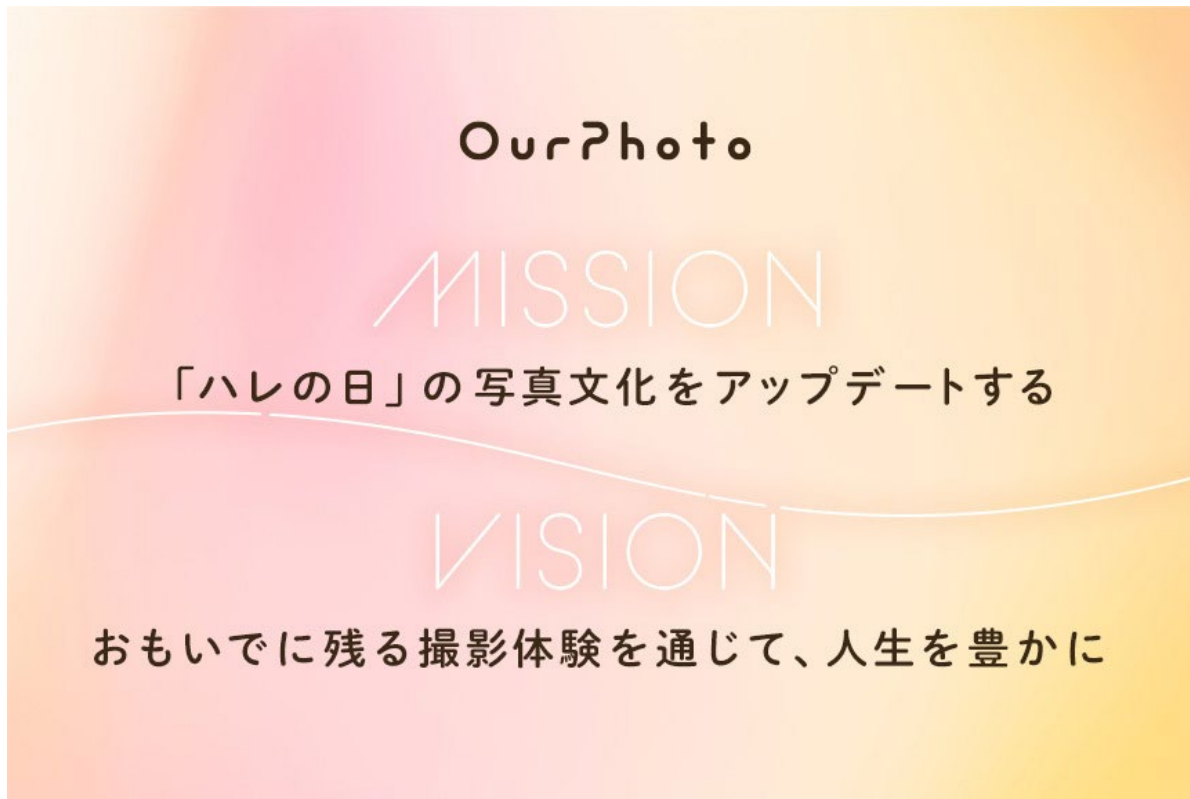 OurPhoto
MISSION
「ハレの日」の写真文化をアップデートする
VISION
おもいでに残る撮影体験を通じて、人生を豊かに